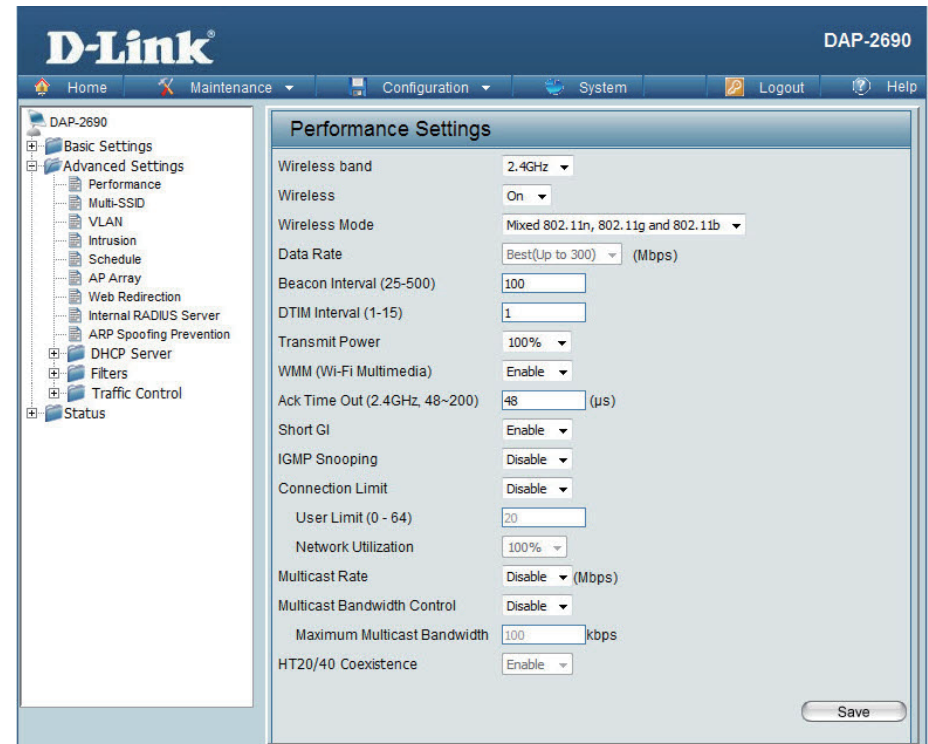 D-Link®
DAP-2690
Home Maintenance Configuration System Logout Help
DAP-2690
Basic Settings
Advanced Settings
Performance
Multi-SSID
VLAN
Intrusion
Schedule
AP Array
Web Redirection
Internal RADIUS Server
ARP Spoofing Prevention
DHCP Server
Filters
Traffic Control
Status
Performance Settings
Wireless band 2.4GHz
Wireless On
Wireless Mode Mixed 802.11n, 802.11g and 802.11b
Data Rate Best(Up to 300) (Mbps)
Beacon Interval (25-500) 100
DTIM Interval (1-15) 1
Transmit Power 100%
WMM (Wi-Fi Multimedia) Enable
Ack Time Out (2.4GHz, 48~200) 48 (µs)
Short GI Enable
IGMP Snooping Disable
Connection Limit Disable
User Limit (0 - 64) 20
Network Utilization 100%
Multicast Rate Disable (Mbps)
Multicast Bandwidth Control Disable
Maximum Multicast Bandwidth 100 kbps
HT20/40 Coexistence Enable
Save